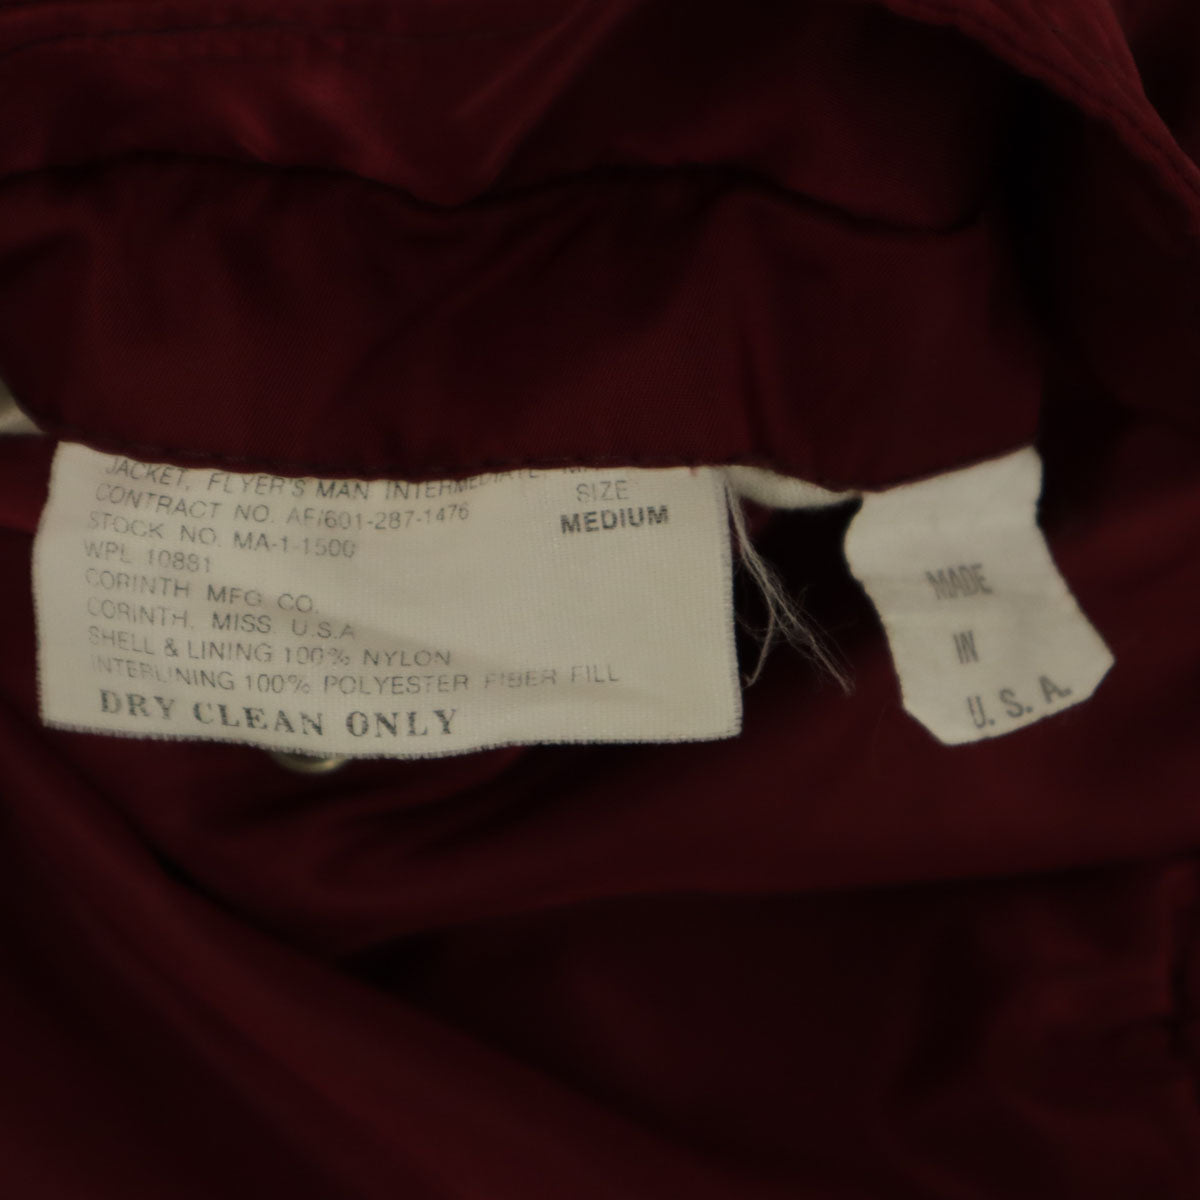 JACKET, FLYER'S MAN INTERMEDIATE, MA
SIZE
MEDIUM
CONTRACT NO. AF/601-287-1476
STOCK NO. MA-1-1500
WPL 10881
CORINTH MFG. CO.
CORINTH, MISS. U.S.A
SHELL & LINING 100% NYLON
INTERLINING 100% POLYESTER FIBER FILL
DRY CLEAN ONLY
MADE
IN
U.S.A.